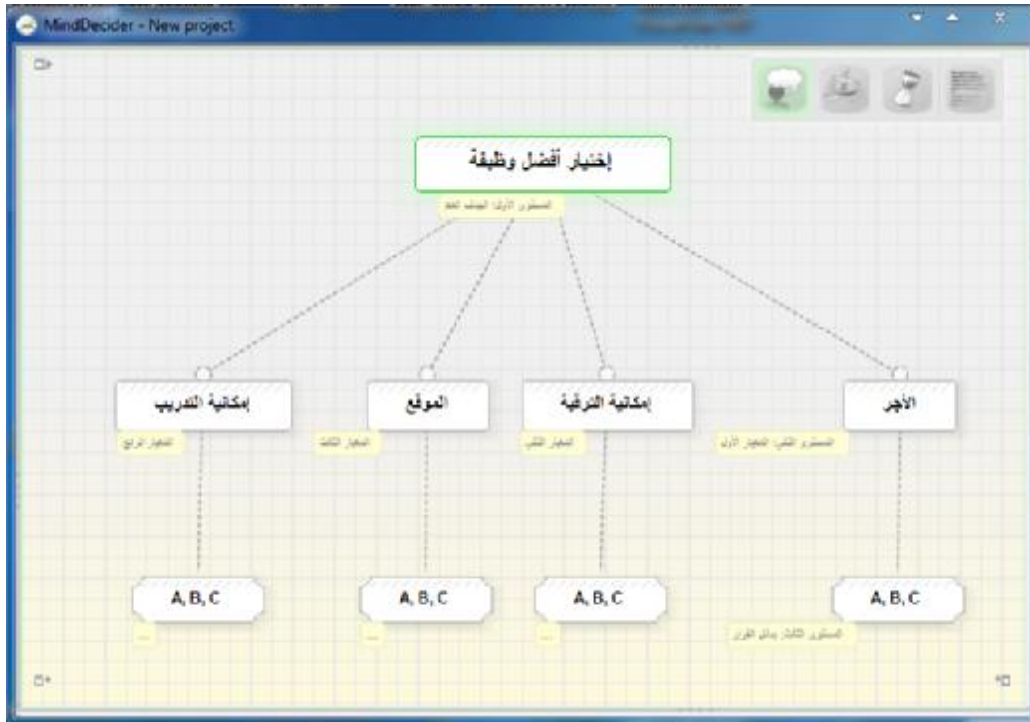 MindDecider - New project
إختيار أفضل وظيفة
المستوى الأول: الهدف العام
الأجر
إمكانية الترقية
الموقع
إمكانية التدريب
المستوى الثاني: المعيار الأول
المعيار الثاني
المعيار الثالث
المعيار الرابع
A, B, C
A, B, C
A, B, C
A, B, C
المستوى الثالث: بدائل القرار
...
...
...